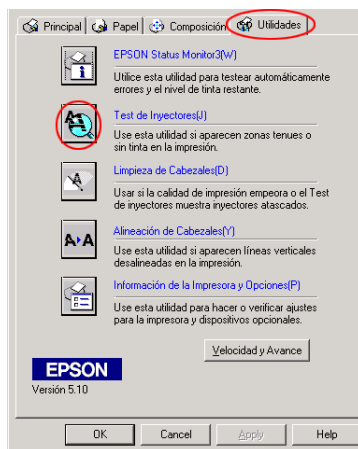 Principal Papel Composición Utilidades
EPSON Status Monitor3(W)
Utilice esta utilidad para testear automáticamente
errores y el nivel de tinta restante.
Test de Inyectores(J)
Use esta utilidad si aparecen zonas tenues o
sin tinta en la impresión.
Limpieza de Cabezales(D)
Usar si la calidad de impresión empeora o el Test
de inyectores muestra inyectores atascados.
Alineación de Cabezales(Y)
Use esta utilidad si aparecen líneas verticales
desalineadas en la impresión.
Información de la Impresora y Opciones(P)
Use esta utilidad para hacer o verificar ajustes
para la impresora y dispositivos opcionales.
Velocidad y Avance
EPSON
Versión 5.10
OK Cancel Apply Help